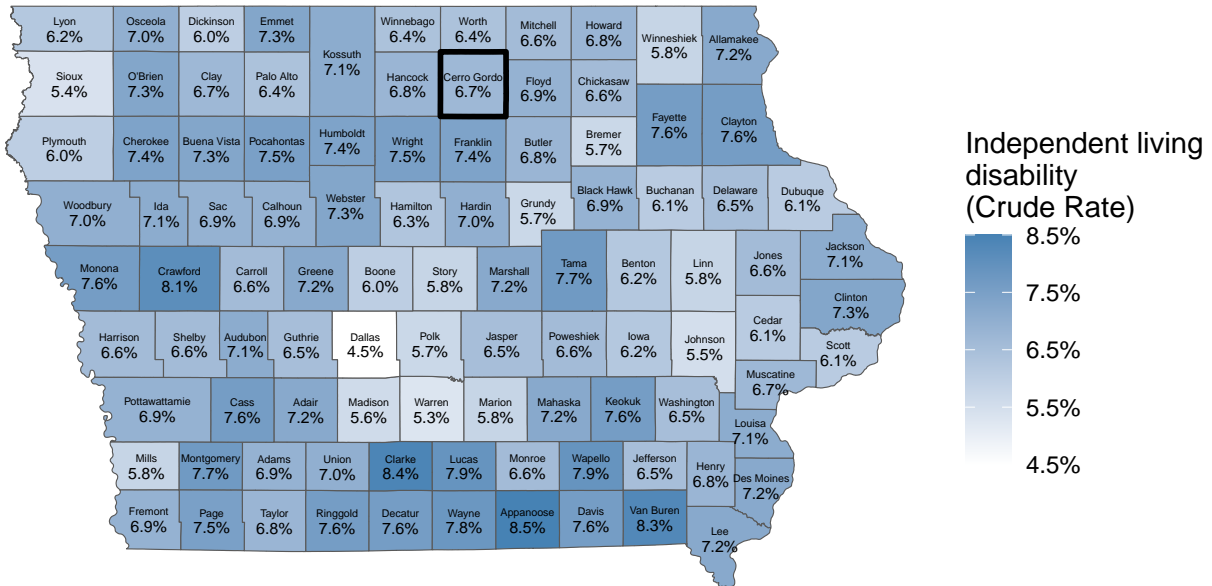 Lyon
6.2%
Osceola
7.0%
Dickinson
6.0%
Emmet
7.3%
Kossuth
7.1%
Winnebago
6.4%
Worth
6.4%
Mitchell
6.6%
Howard
6.8%
Winneshiek
5.8%
Allamakee
7.2%
Sioux
5.4%
O'Brien
7.3%
Clay
6.7%
Palo Alto
6.4%
Hancock
6.8%
Cerro Gordo
6.7%
Floyd
6.9%
Chickasaw
6.6%
Fayette
7.6%
Clayton
7.6%
Plymouth
6.0%
Cherokee
7.4%
Buena Vista
7.3%
Pocahontas
7.5%
Humboldt
7.4%
Wright
7.5%
Franklin
7.4%
Butler
6.8%
Bremer
5.7%
Woodbury
7.0%
Ida
7.1%
Sac
6.9%
Calhoun
6.9%
Webster
7.3%
Hamilton
6.3%
Hardin
7.0%
Grundy
5.7%
Black Hawk
6.9%
Buchanan
6.1%
Delaware
6.5%
Dubuque
6.1%
Monona
7.6%
Crawford
8.1%
Carroll
6.6%
Greene
7.2%
Boone
6.0%
Story
5.8%
Marshall
7.2%
Tama
7.7%
Benton
6.2%
Linn
5.8%
Jones
6.6%
Jackson
7.1%
Clinton
7.3%
Harrison
6.6%
Shelby
6.6%
Audubon
7.1%
Guthrie
6.5%
Dallas
4.5%
Polk
5.7%
Jasper
6.5%
Poweshiek
6.6%
Iowa
6.2%
Johnson
5.5%
Cedar
6.1%
Scott
6.1%
Muscatine
6.7%
Pottawattamie
6.9%
Cass
7.6%
Adair
7.2%
Madison
5.6%
Warren
5.3%
Marion
5.8%
Mahaska
7.2%
Keokuk
7.6%
Washington
6.5%
Louisa
7.1%
Mills
5.8%
Montgomery
7.7%
Adams
6.9%
Union
7.0%
Clarke
8.4%
Lucas
7.9%
Monroe
6.6%
Wapello
7.9%
Jefferson
6.5%
Henry
6.8%
Des Moines
7.2%
Fremont
6.9%
Page
7.5%
Taylor
6.8%
Ringgold
7.6%
Decatur
7.6%
Wayne
7.8%
Appanoose
8.5%
Davis
7.6%
Van Buren
8.3%
Lee
7.2%
Independent living
disability
(Crude Rate)
8.5%
7.5%
6.5%
5.5%
4.5%